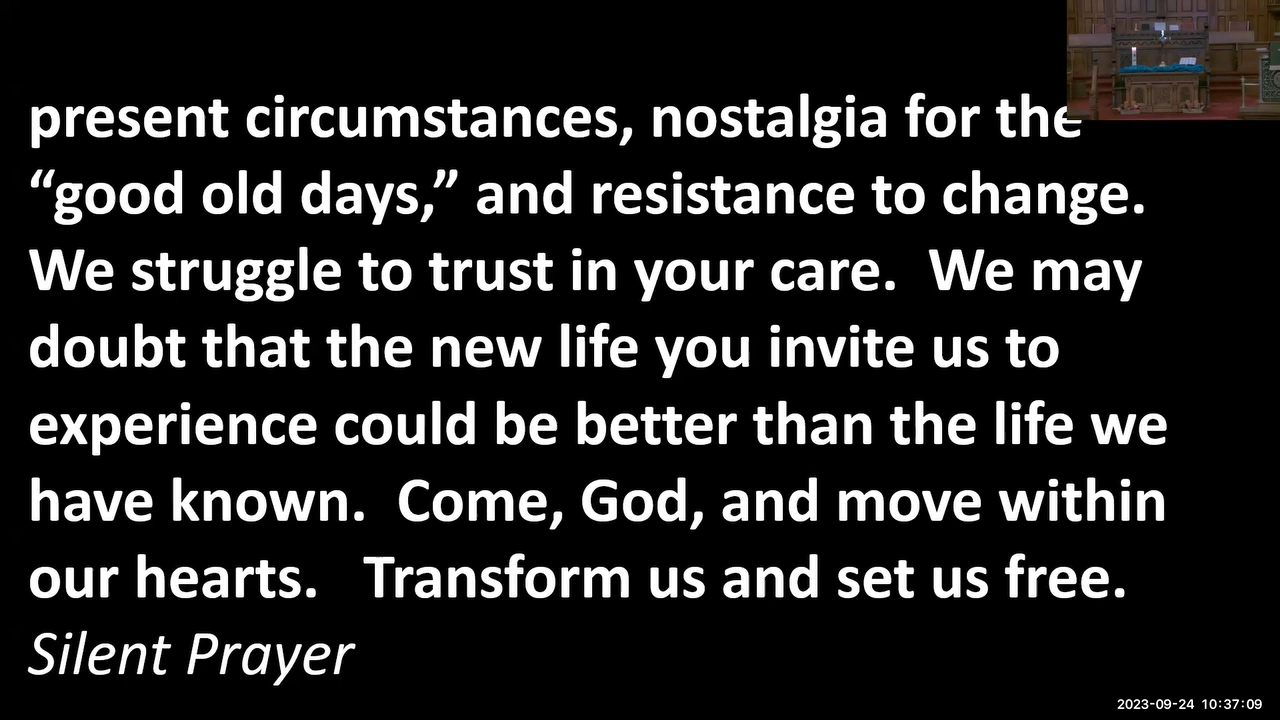 present circumstances, nostalgia for the
“good old days,” and resistance to change.
We struggle to trust in your care.  We may
doubt that the new life you invite us to
experience could be better than the life we
have known.  Come, God, and move within
our hearts.   Transform us and set us free.
Silent Prayer
2023-09-24 10:37:09